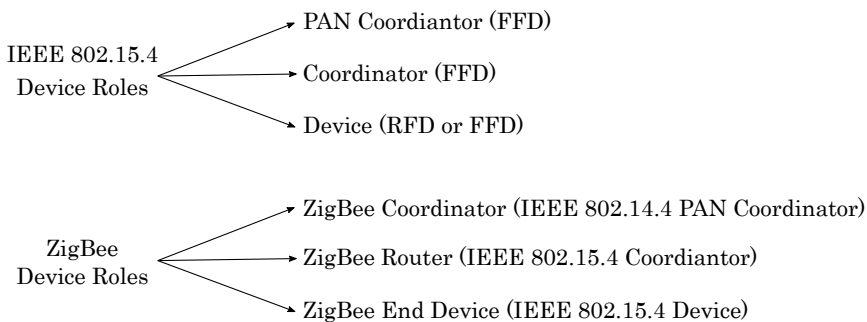 IEEE 802.15.4
Device Roles
PAN Coordiantor (FFD)
Coordinator (FFD)
Device (RFD or FFD)
ZigBee
Device Roles
ZigBee Coordinator (IEEE 802.14.4 PAN Coordinator)
ZigBee Router (IEEE 802.15.4 Coordiantor)
ZigBee End Device (IEEE 802.15.4 Device)